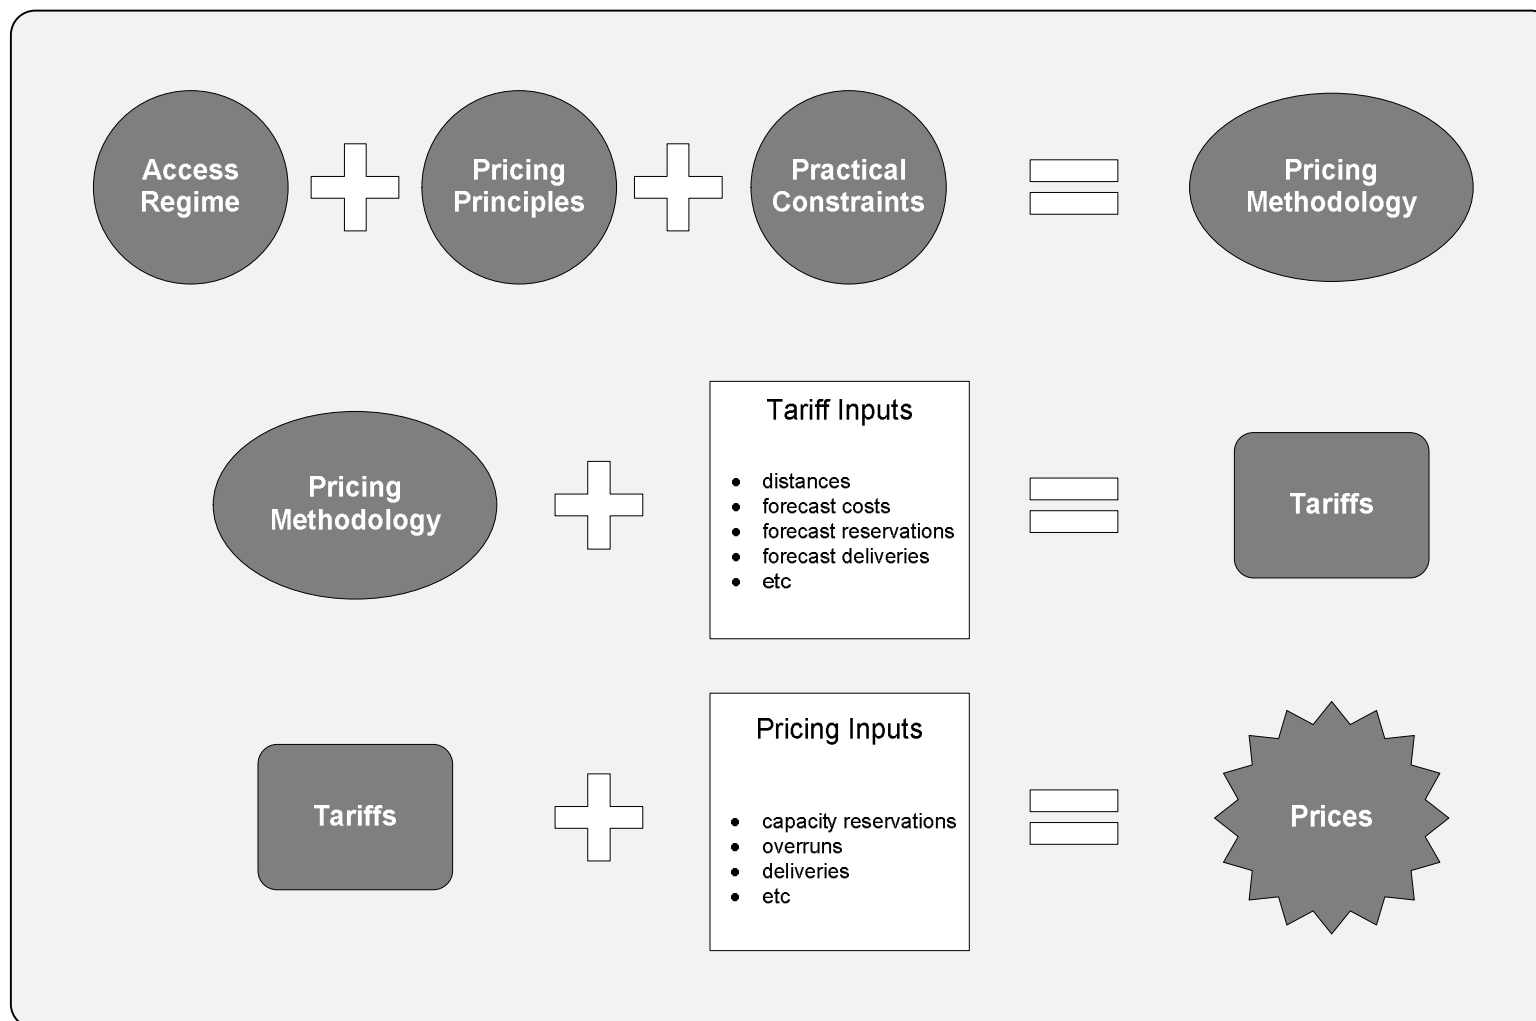 Access
Regime
Pricing
Principles
Practical
Constraints
Pricing
Methodology
Pricing
Methodology
Tariff Inputs
• distances
• forecast costs
• forecast reservations
• forecast deliveries
• etc
Tariffs
Tariffs
Pricing Inputs
• capacity reservations
• overruns
• deliveries
• etc
Prices